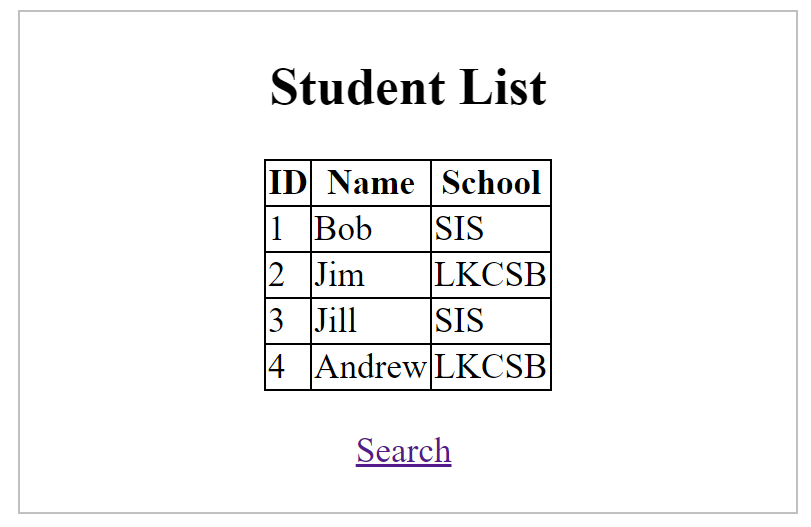 Student List
ID Name School
1 Bob SIS
2 Jim LKCSB
3 Jill SIS
4 Andrew LKCSB
Search